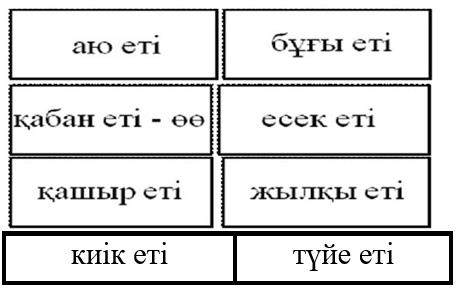 аю еті
бұғы еті
қабан еті - өө
есек еті
қашыр еті
жылқы еті
киік еті
түйе еті